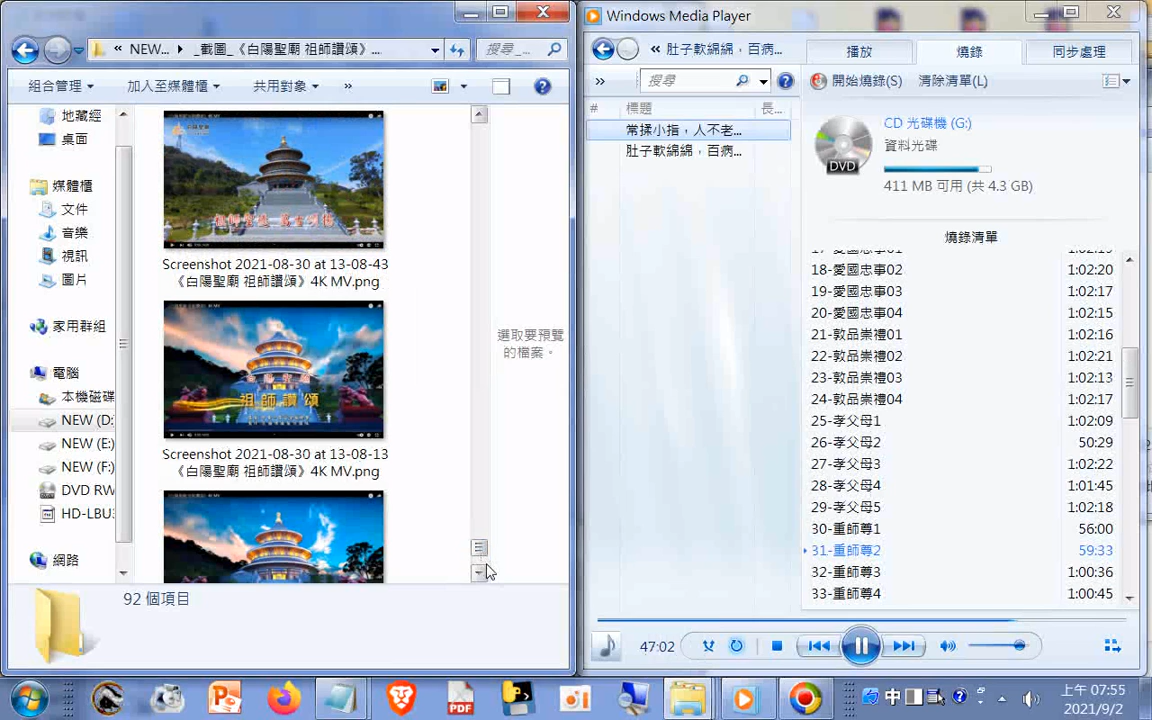 « NEW... ▸ _截圖_《白陽聖廟 祖師讚頌》...
搜尋_...
組合管理
加入至媒體櫃
共用對象
»
地藏經
桌面
媒體櫃
文件
音樂
視訊
圖片
家用群組
電腦
本機磁碟
NEW (D:
NEW (E:)
NEW (F:)
DVD RW
HD-LBU3
網路
Screenshot 2021-08-30 at 13-08-43
《白陽聖廟 祖師讚頌》4K MV.png
祖師讚頌
Screenshot 2021-08-30 at 13-08-13
《白陽聖廟 祖師讚頌》4K MV.png
選取要預覽
的檔案。
92 個項目
Windows Media Player
« 肚子軟綿綿，百病...
播放
燒錄
同步處理
»
搜尋
開始燒錄(S)
清除清單(L)
#
標題
長...
常揉小指，人不老...
肚子軟綿綿，百病...
CD 光碟機 (G:)
資料光碟
DVD
411 MB 可用 (共 4.3 GB)
燒錄清單
18-愛國忠事02 1:02:20
19-愛國忠事03 1:02:17
20-愛國忠事04 1:02:15
21-敦品崇禮01 1:02:16
22-敦品崇禮02 1:02:21
23-敦品崇禮03 1:02:13
24-敦品崇禮04 1:02:17
25-孝父母1 1:02:09
26-孝父母2 50:29
27-孝父母3 1:02:22
28-孝父母4 1:01:45
29-孝父母5 1:02:18
30-重師尊1 56:00
31-重師尊2 59:33
32-重師尊3 1:00:36
33-重師尊4 1:00:45
47:02
PDF
中
上午 07:55
2021/9/2